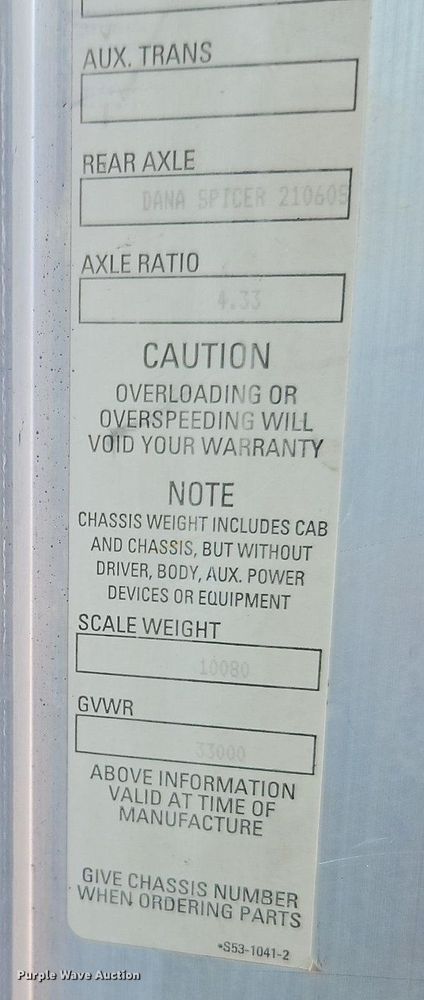 AUX. TRANS
REAR AXLE
DANA SPICER 21060S
AXLE RATIO
4.33
CAUTION
OVERLOADING OR
OVERSPEEDING WILL
VOID YOUR WARRANTY
NOTE
CHASSIS WEIGHT INCLUDES CAB
AND CHASSIS, BUT WITHOUT
DRIVER, BODY, AUX. POWER
DEVICES OR EQUIPMENT
SCALE WEIGHT
10080
GVWR
33000
ABOVE INFORMATION
VALID AT TIME OF
MANUFACTURE
GIVE CHASSIS NUMBER
WHEN ORDERING PARTS
*S53-1041-2
Purple Wave Auction